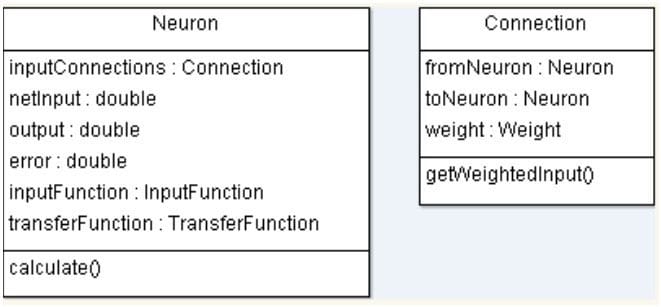 Neuron
inputConnections : Connection
netInput : double
output : double
error : double
inputFunction : InputFunction
transferFunction : TransferFunction
calculate()
Connection
fromNeuron : Neuron
toNeuron : Neuron
weight : Weight
getWeightedInput()